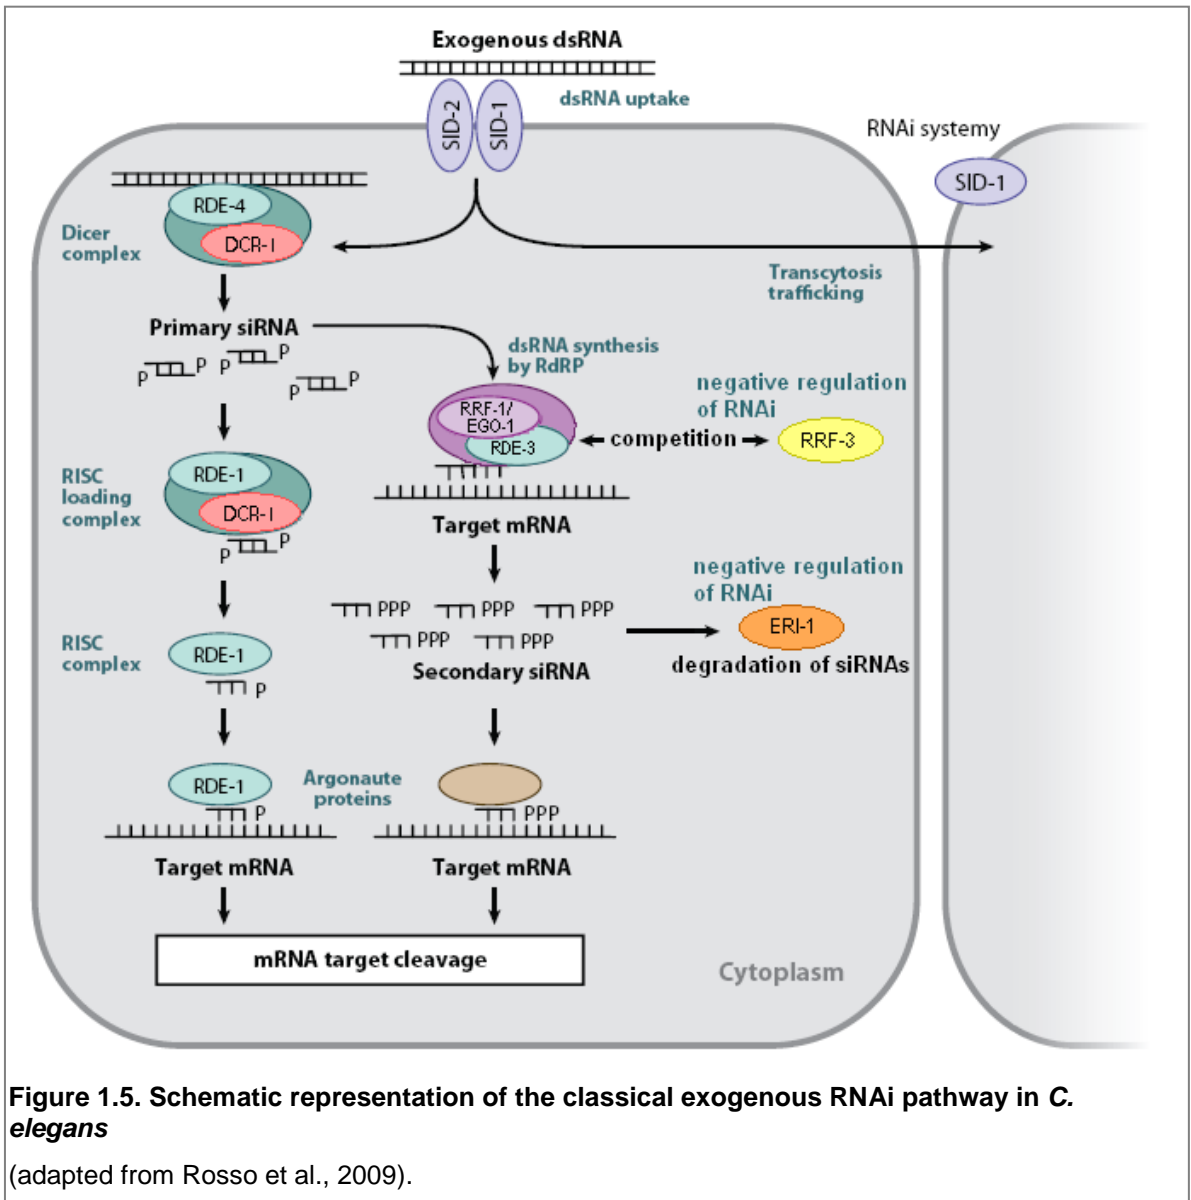 Exogenous dsRNA
dsRNA uptake
SID-2
SID-1
RNAi systemy
SID-1
RDE-4
DCR-1
Dicer
complex
Transcytosis
trafficking
Primary siRNA
P P
P P
P P
dsRNA synthesis
by RdRP
RRF-1/
EGO-1
RDE-3
competition
negative regulation
of RNAi
RRF-3
RISC
loading
complex
RDE-1
DCR-1
P P
Target mRNA
negative regulation
of RNAi
ERI-1
degradation of siRNAs
PPP PPP PPP
PPP PPP
Secondary siRNA
RISC
complex
RDE-1
P
Argonaute
proteins
RDE-1
P
PPP
Target mRNA
Target mRNA
mRNA target cleavage
Cytoplasm
Figure 1.5. Schematic representation of the classical exogenous RNAi pathway in C.
elegans
(adapted from Rosso et al., 2009).